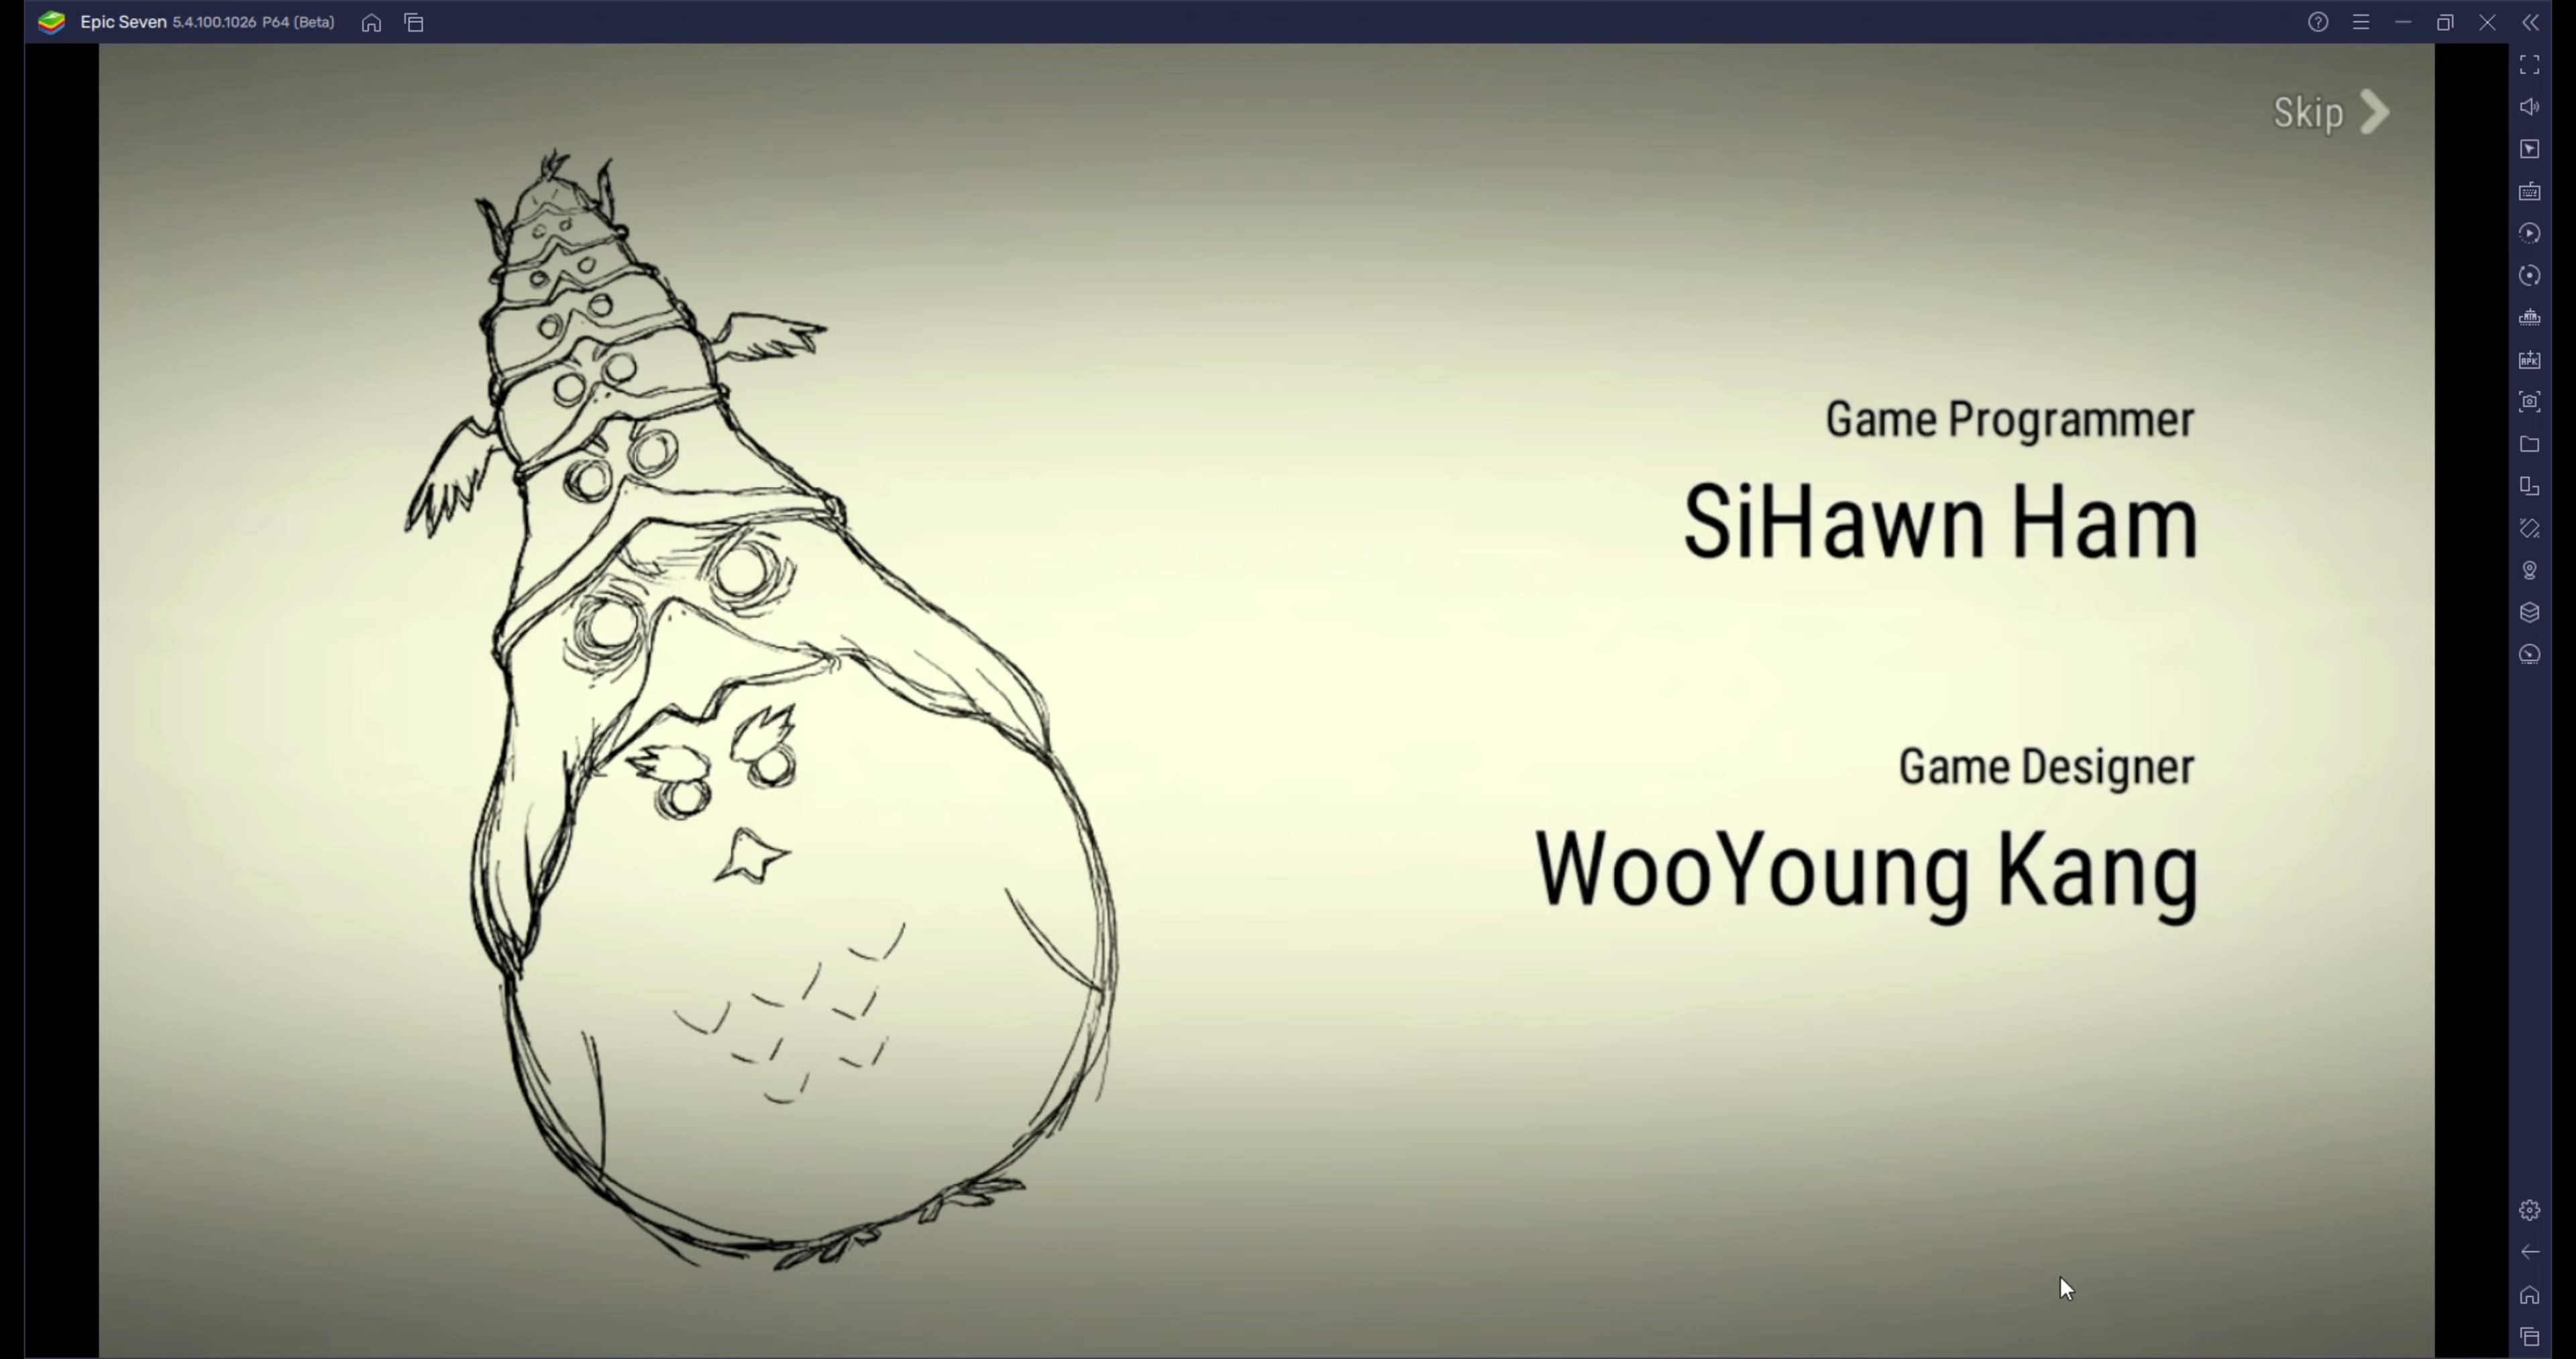 Epic Seven 5.4.100.1026 P64 (Beta)
Skip
Game Programmer
SiHawn Ham
Game Designer
WooYoung Kang